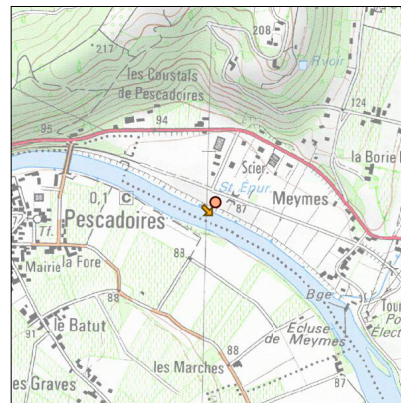 208
217
Rvoir
les Coustals
de Pescadoires
124
94
95
la Borie
Scier.
St. Epur.
Meymes
0,1
C
87
Pescadoires
Tf.
83
Mairie
la Fore
Bge
88
Tour
Po
Élect
le Batut
Ecluse
de Meymes
91
88
les Marches
87
es Graves